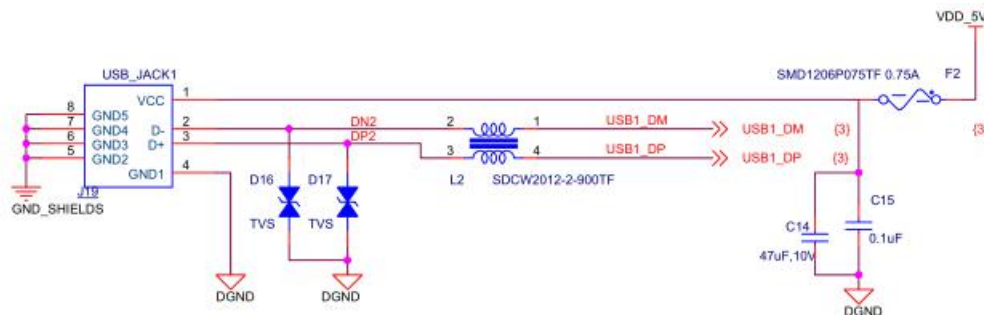 VDD_5V
USB_JACK1
SMD1206P075TF 0.75A
F2
VCC
1
8
GND5
7
GND4
D-
2
DN2
2
1
USB1_DM
USB1_DM
(3)
6
GND3
D+
3
DP2
5
GND2
3
4
USB1_DP
USB1_DP
(3)
GND1
4
J19
L2
SDCW2012-2-900TF
GND_SHIELDS
D16
D17
TVS
TVS
C15
C14
0.1uF
47uF,10V
DGND
DGND
DGND